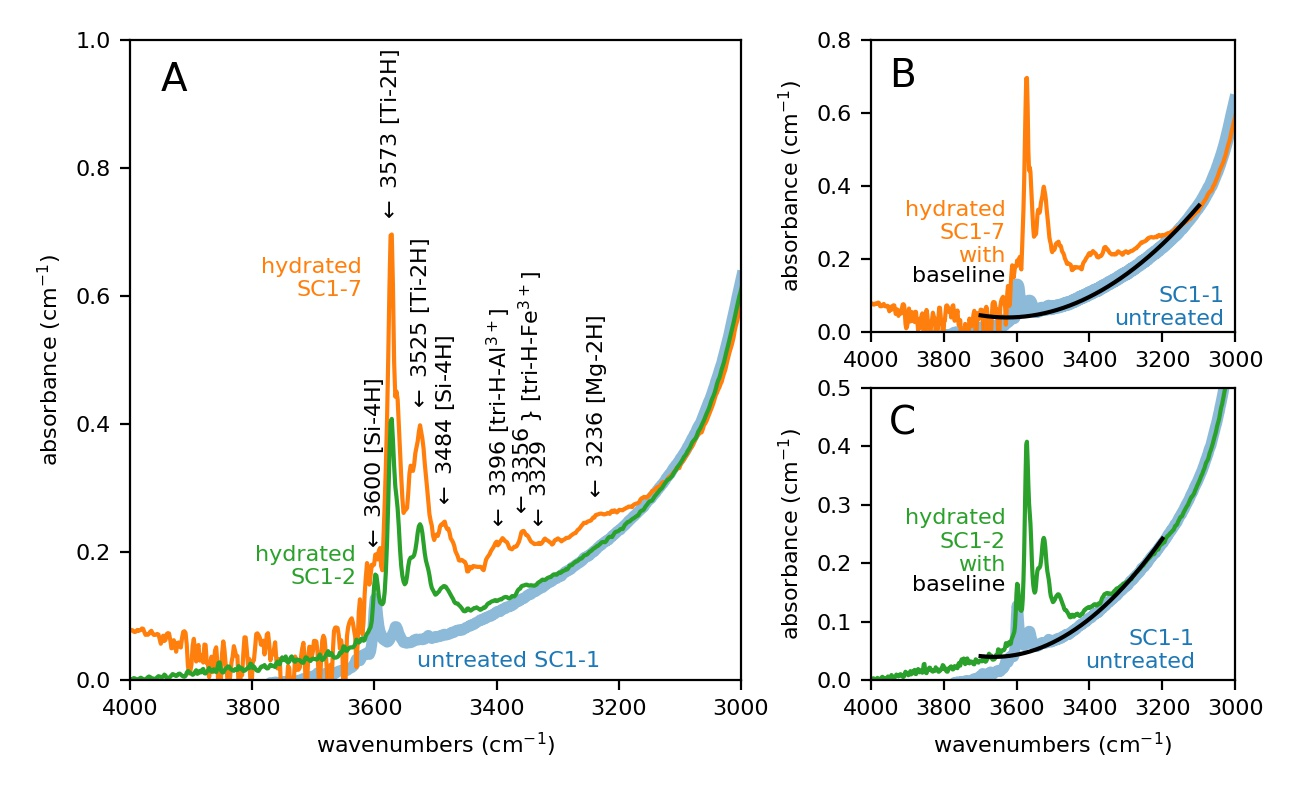 A
1.0
0.8
0.6
0.4
0.2
0.0
absorbance (cm⁻¹)
4000 3800 3600 3400 3200 3000
wavenumbers (cm⁻¹)
hydrated
SC1-7
hydrated
SC1-2
untreated SC1-1
← 3600 [Si-4H]
← 3573 [Ti-2H]
← 3525 [Ti-2H]
← 3484 [Si-4H]
← 3396 [tri-H-Al³⁺]
← 3356
← 3329 } [tri-H-Fe³⁺]
← 3236 [Mg-2H]
B
0.8
0.6
0.4
0.2
0.0
absorbance (cm⁻¹)
4000 3800 3600 3400 3200 3000
hydrated
SC1-7
with
baseline
SC1-1
untreated
C
0.5
0.4
0.3
0.2
0.1
0.0
absorbance (cm⁻¹)
4000 3800 3600 3400 3200 3000
wavenumbers (cm⁻¹)
hydrated
SC1-2
with
baseline
SC1-1
untreated